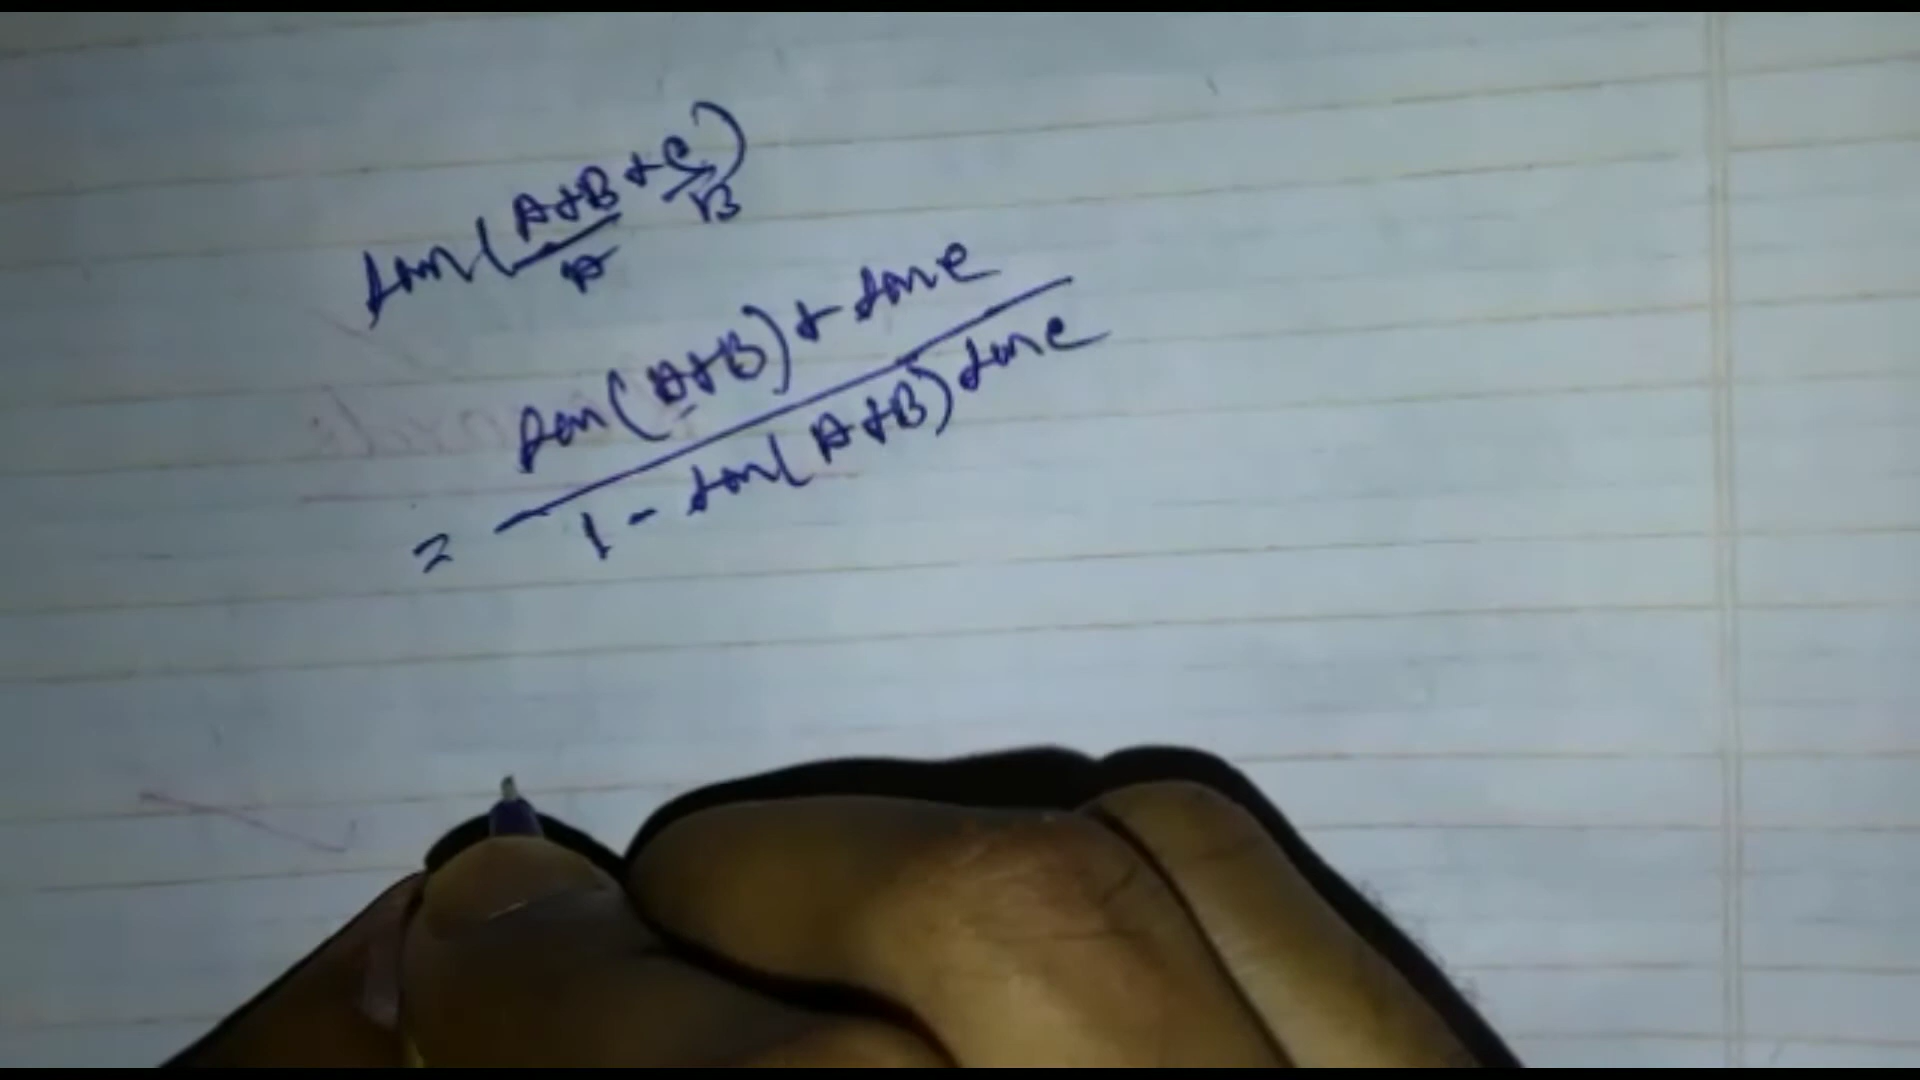 tan(A+B + C)
A B
tan(A+B) + tanC
= 1 - tan(A+B) tanC